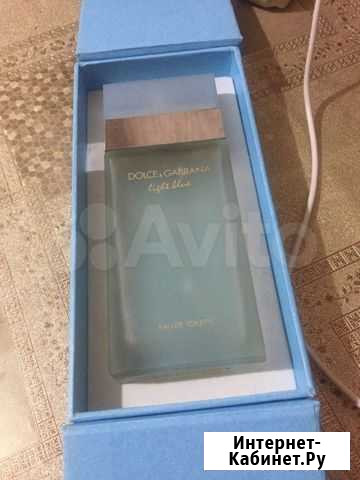 DOLCE & GABBANA
light blue
EAU DE TOILETTE
Avito
Интернет-
Кабинет.Ру